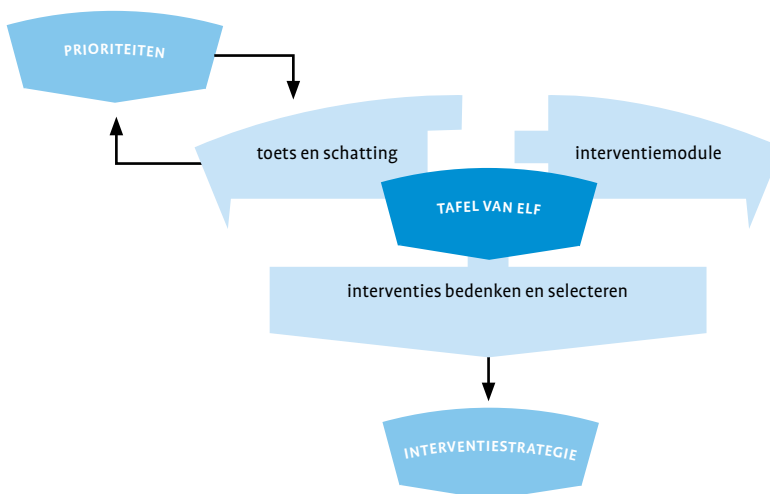 PRIORITEITEN
toets en schatting
interventiemodule
TAFEL VAN ELF
interventies bedenken en selecteren
INTERVENTIESTRATEGIE